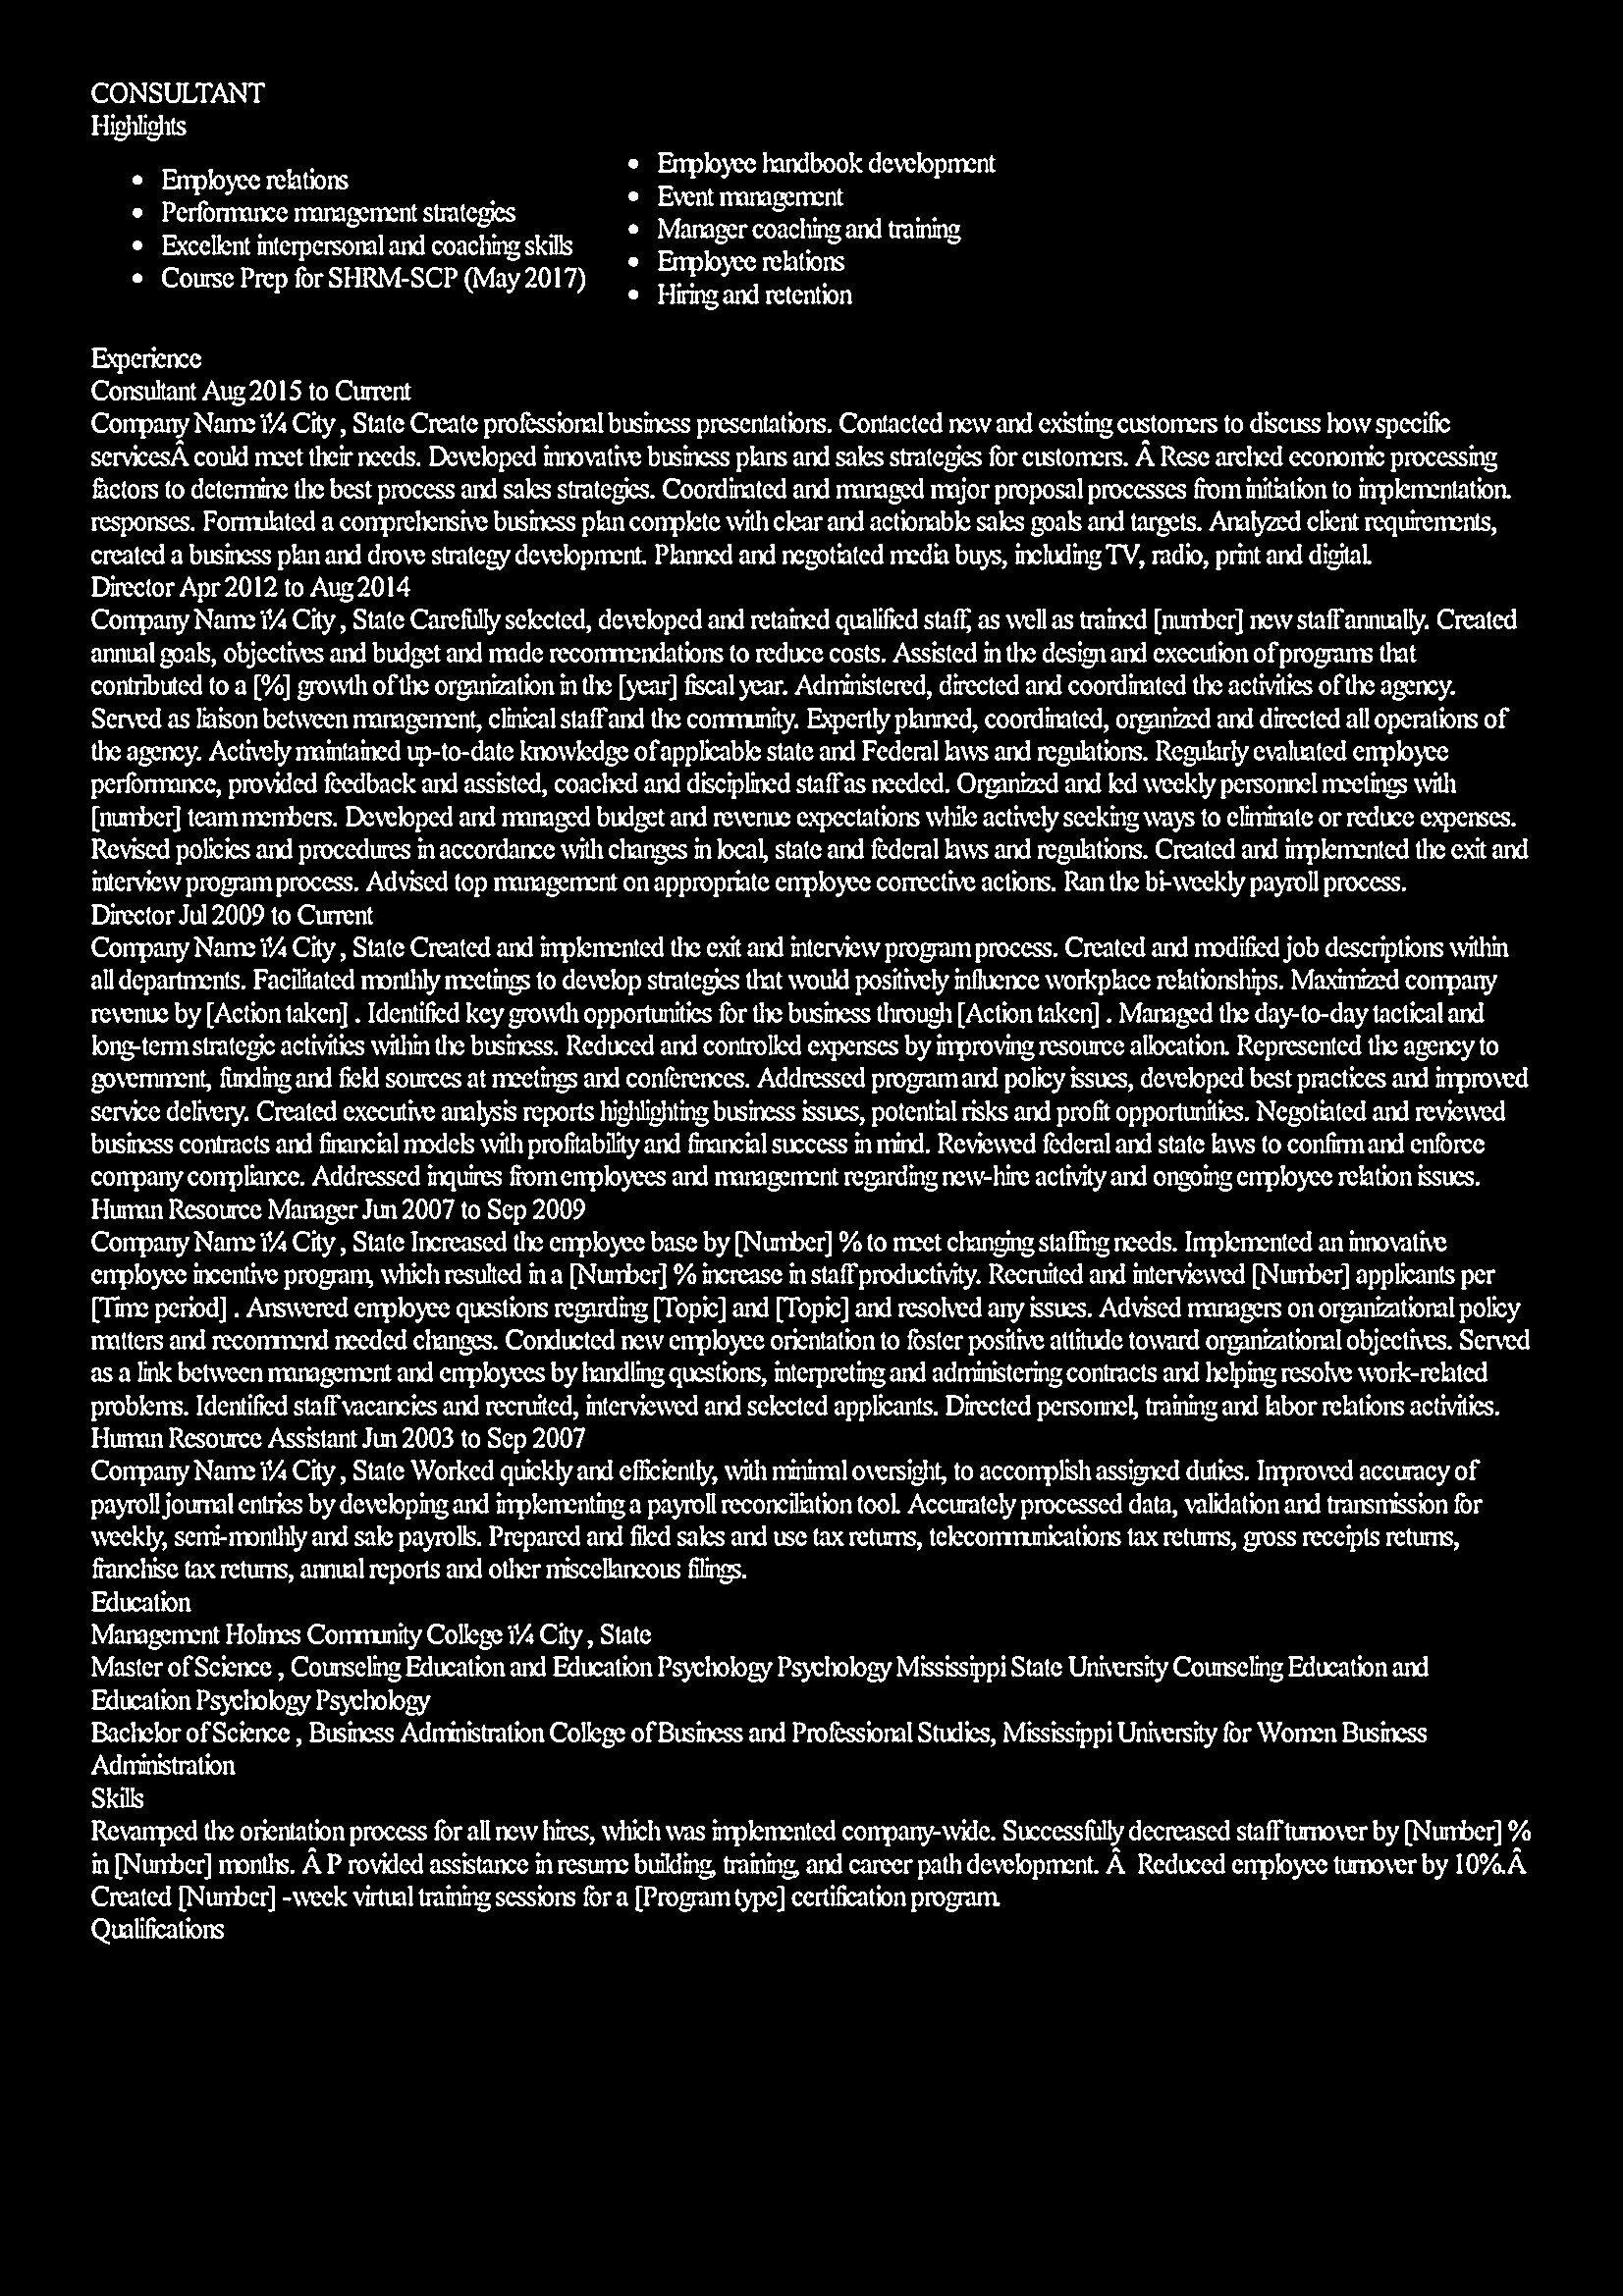 CONSULTANT
Highlights
• Employee relations
• Performance management strategies
• Excellent interpersonal and coaching skills
• Course Prep for SHRM-SCP (May 2017)
• Employee handbook development
• Event management
• Manager coaching and training
• Employee relations
• Hiring and retention
Experience
Consultant Aug 2015 to Current
Company Name ï¼ City , State Create professional business presentations. Contacted new and existing customers to discuss how specific
servicesÂ could meet their needs. Developed innovative business plans and sales strategies for customers. Â Rese arched economic processing
factors to determine the best process and sales strategies. Coordinated and managed major proposal processes from initiation to implementation.
responses. Formulated a comprehensive business plan complete with clear and actionable sales goals and targets. Analyzed client requirements,
created a business plan and drove strategy development. Planned and negotiated media buys, including TV, radio, print and digital.
Director Apr 2012 to Aug 2014
Company Name ï¼ City , State Carefully selected, developed and retained qualified staff, as well as trained [number] new staff annually. Created
annual goals, objectives and budget and made recommendations to reduce costs. Assisted in the design and execution of programs that
contributed to a [%] growth of the organization in the [year] fiscal year. Administered, directed and coordinated the activities of the agency.
Served as liaison between management, clinical staff and the community. Expertly planned, coordinated, organized and directed all operations of
the agency. Actively maintained up-to-date knowledge of applicable state and Federal laws and regulations. Regularly evaluated employee
performance, provided feedback and assisted, coached and disciplined staff as needed. Organized and led weekly personnel meetings with
[number] team members. Developed and managed budget and revenue expectations while actively seeking ways to eliminate or reduce expenses.
Revised policies and procedures in accordance with changes in local, state and federal laws and regulations. Created and implemented the exit and
interview program process. Advised top management on appropriate employee corrective actions. Ran the bi-weekly payroll process.
Director Jul 2009 to Current
Company Name ï¼ City , State Created and implemented the exit and interview program process. Created and modified job descriptions within
all departments. Facilitated monthly meetings to develop strategies that would positively influence workplace relationships. Maximized company
revenue by [Action taken] . Identified key growth opportunities for the business through [Action taken] . Managed the day-to-day tactical and
long-term strategic activities within the business. Reduced and controlled expenses by improving resource allocation. Represented the agency to
government, funding and field sources at meetings and conferences. Addressed program and policy issues, developed best practices and improved
service delivery. Created executive analysis reports highlighting business issues, potential risks and profit opportunities. Negotiated and reviewed
business contracts and financial models with profitability and financial success in mind. Reviewed federal and state laws to confirm and enforce
company compliance. Addressed inquires from employees and management regarding new-hire activity and ongoing employee relation issues.
Human Resource Manager Jun 2007 to Sep 2009
Company Name ï¼ City , State Increased the employee base by [Number] % to meet changing staffing needs. Implemented an innovative
employee incentive program, which resulted in a [Number] % increase in staff productivity. Recruited and interviewed [Number] applicants per
[Time period] . Answered employee questions regarding [Topic] and [Topic] and resolved any issues. Advised managers on organizational policy
matters and recommend needed changes. Conducted new employee orientation to foster positive attitude toward organizational objectives. Served
as a link between management and employees by handling questions, interpreting and administering contracts and helping resolve work-related
problems. Identified staff vacancies and recruited, interviewed and selected applicants. Directed personnel, training and labor relations activities.
Human Resource Assistant Jun 2003 to Sep 2007
Company Name ï¼ City , State Worked quickly and efficiently, with minimal oversight, to accomplish assigned duties. Improved accuracy of
payroll journal entries by developing and implementing a payroll reconciliation tool. Accurately processed data, validation and transmission for
weekly, semi-monthly and sale payrolls. Prepared and filed sales and use tax returns, telecommunications tax returns, gross receipts returns,
franchise tax returns, annual reports and other miscellaneous filings.
Education
Management Holmes Community College ï¼ City , State
Master of Science , Counseling Education and Education Psychology Psychology Mississippi State University Counseling Education and
Education Psychology Psychology
Bachelor of Science , Business Administration College of Business and Professional Studies, Mississippi University for Women Business
Administration
Skills
Revamped the orientation process for all new hires, which was implemented company-wide. Successfully decreased staff turnover by [Number] %
in [Number] months. Â P rovided assistance in resume building, training, and career path development. Â Reduced employee turnover by 10%.Â
Created [Number] -week virtual training sessions for a [Program type] certification program.
Qualifications